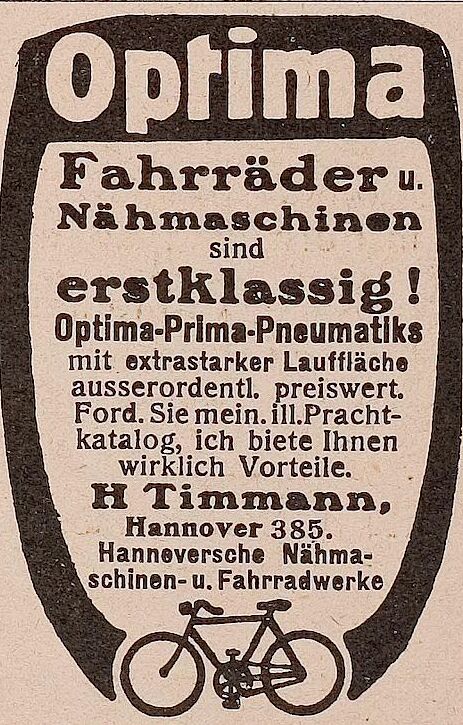 Optima
Fahrräder u.
Nähmaschinen
sind
erstklassig!
Optima-Prima-Pneumatiks
mit extrastarker Lauffläche
ausserordentl. preiswert.
Ford. Sie mein. ill. Pracht-
katalog, ich biete Ihnen
wirklich Vorteile.
H Timmann,
Hannover 385.
Hannoversche Nähma-
schinen- u. Fahrradwerke